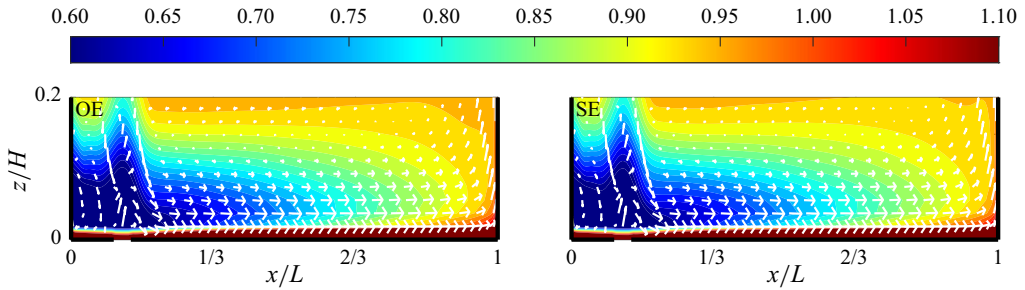 0.60 0.65 0.70 0.75 0.80 0.85 0.90 0.95 1.00 1.05 1.10
0.2 OE SE
z/H
0
0 1/3 2/3 1 0 1/3 2/3 1
x/L x/L